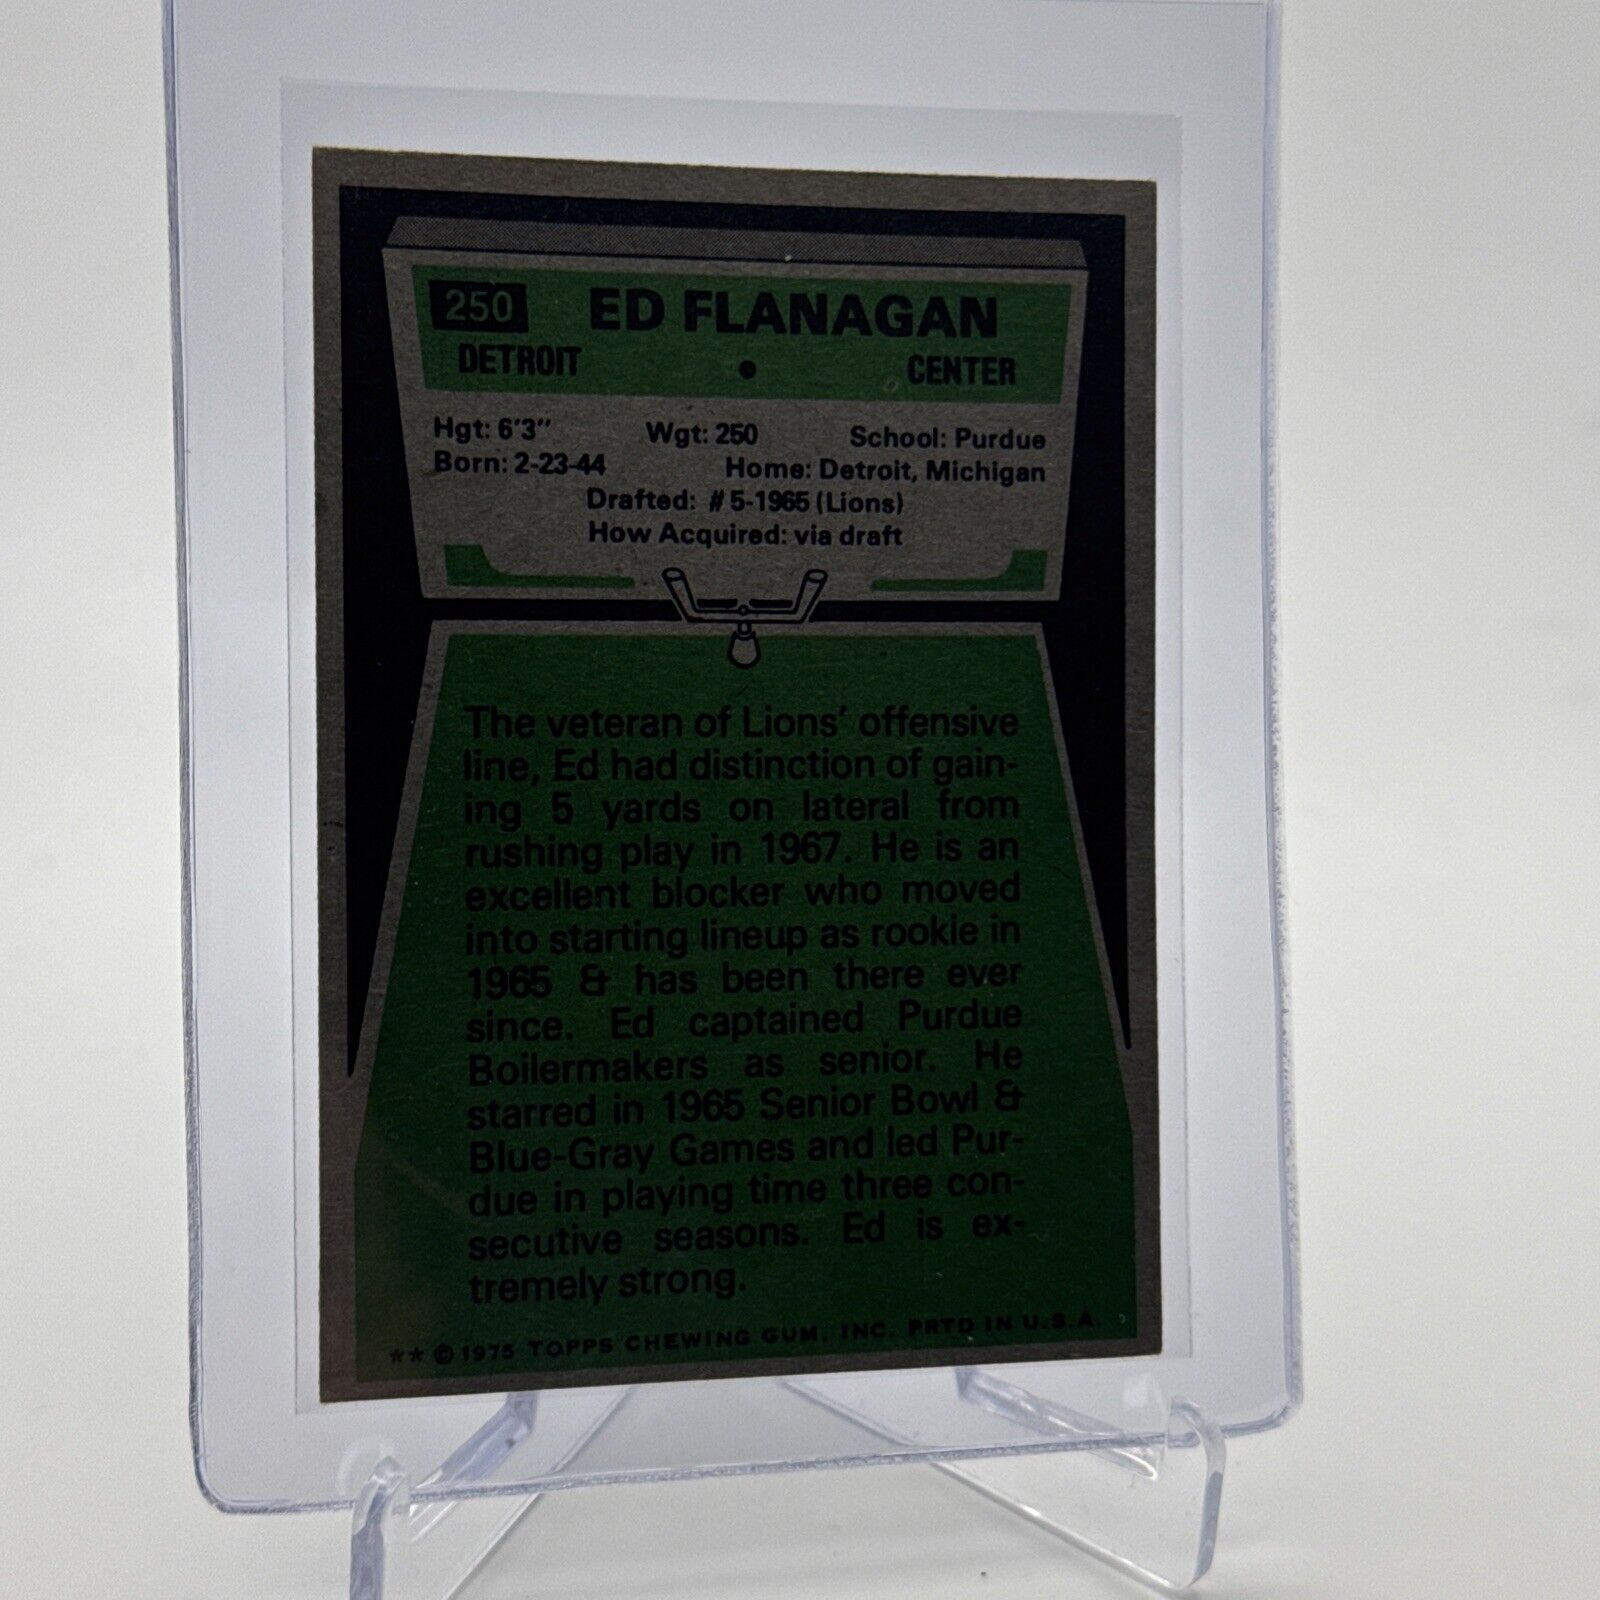 250 ED FLANAGAN
DETROIT • CENTER
Hgt: 6'3" Wgt: 250 School: Purdue
Born: 2-23-44 Home: Detroit, Michigan
Drafted: #5-1965 (Lions)
How Acquired: via draft
The veteran of Lions' offensive
line, Ed had distinction of gain-
ing 5 yards on lateral from
rushing play in 1967. He is an
excellent blocker who moved
into starting lineup as rookie in
1965 & has been there ever
since. Ed captained Purdue
Boilermakers as senior. He
starred in 1965 Senior Bowl &
Blue-Gray Games and led Pur-
due in playing time three con-
secutive seasons. Ed is ex-
tremely strong.
** © 1975 TOPPS CHEWING GUM, INC. PRTD IN U.S.A.